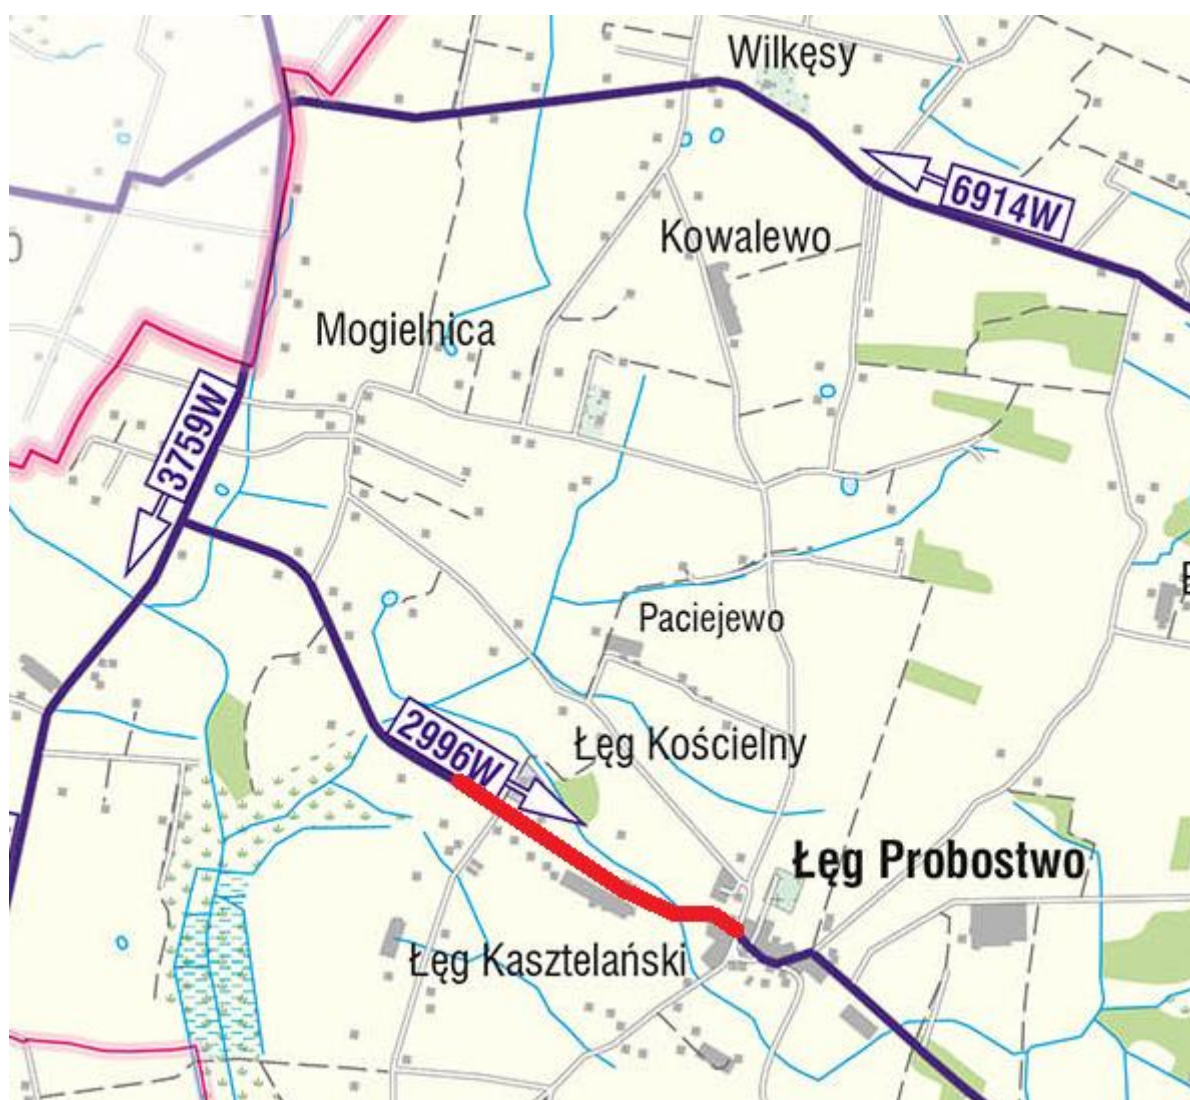 Wilkęsy
6914W
Kowalewo
Mogielnica
3759W
Paciejewo
2996W
Łęg Kościelny
Łęg Probostwo
Łęg Kasztelański